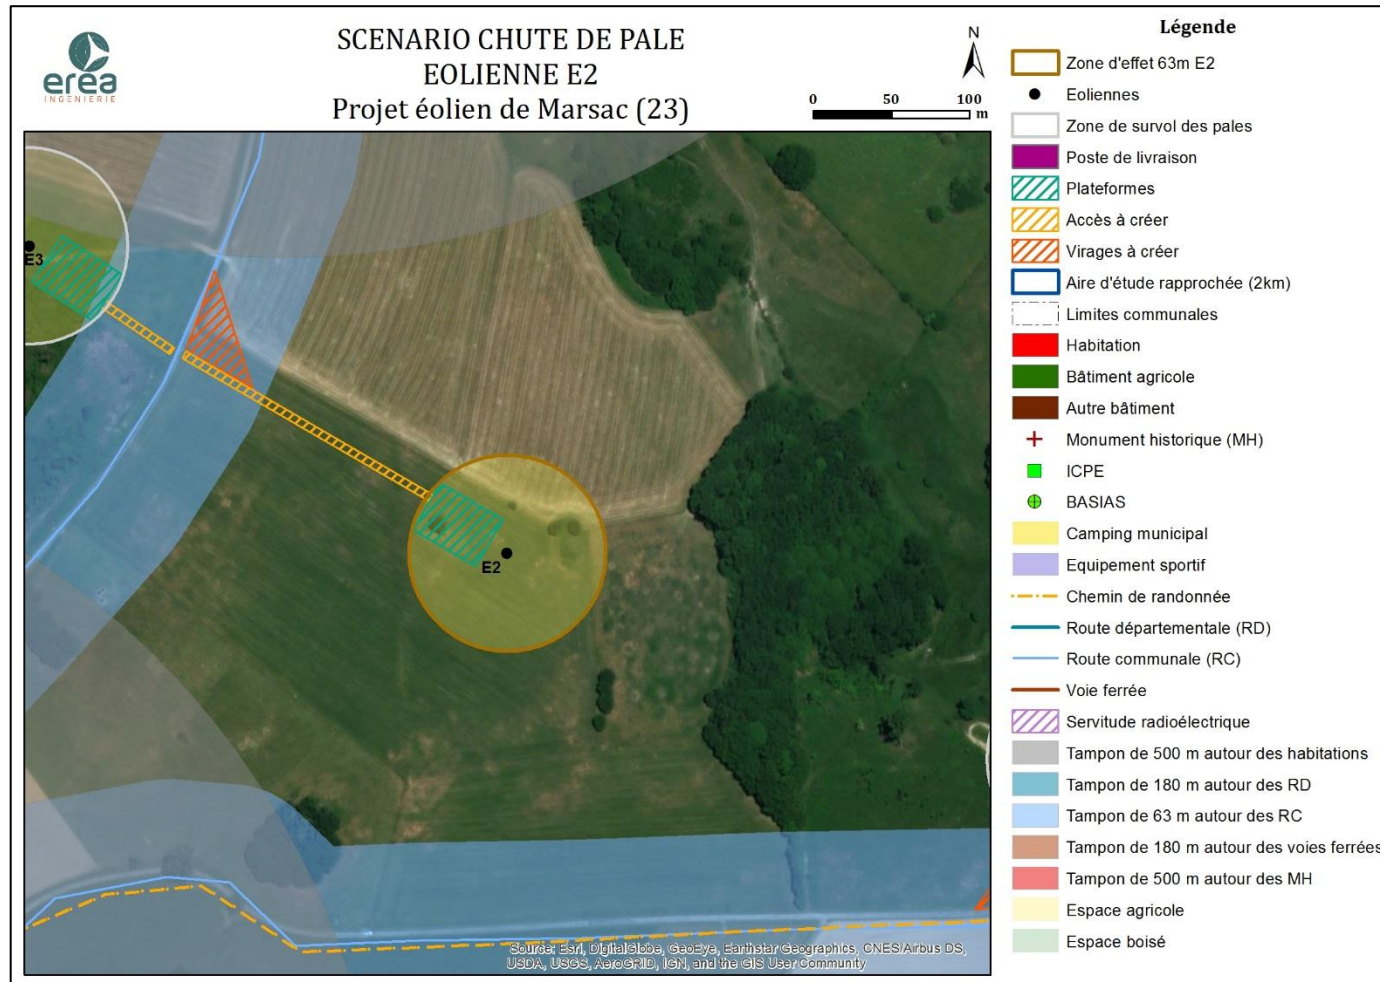 erea
INGENIERIE
SCENARIO CHUTE DE PALE
EOLIENNE E2
Projet éolien de Marsac (23)
N
0 50 100
m
E3
E2
Source: Esri, DigitalGlobe, GeoEye, Earthstar Geographics, CNES/Airbus DS,
USDA, USGS, AeroGRID, IGN, and the GIS User Community
Légende
Zone d'effet 63m E2
Eoliennes
Zone de survol des pales
Poste de livraison
Plateformes
Accès à créer
Virages à créer
Aire d'étude rapprochée (2km)
Limites communales
Habitation
Bâtiment agricole
Autre bâtiment
Monument historique (MH)
ICPE
BASIAS
Camping municipal
Equipement sportif
Chemin de randonnée
Route départementale (RD)
Route communale (RC)
Voie ferrée
Servitude radioélectrique
Tampon de 500 m autour des habitations
Tampon de 180 m autour des RD
Tampon de 63 m autour des RC
Tampon de 180 m autour des voies ferrées
Tampon de 500 m autour des MH
Espace agricole
Espace boisé